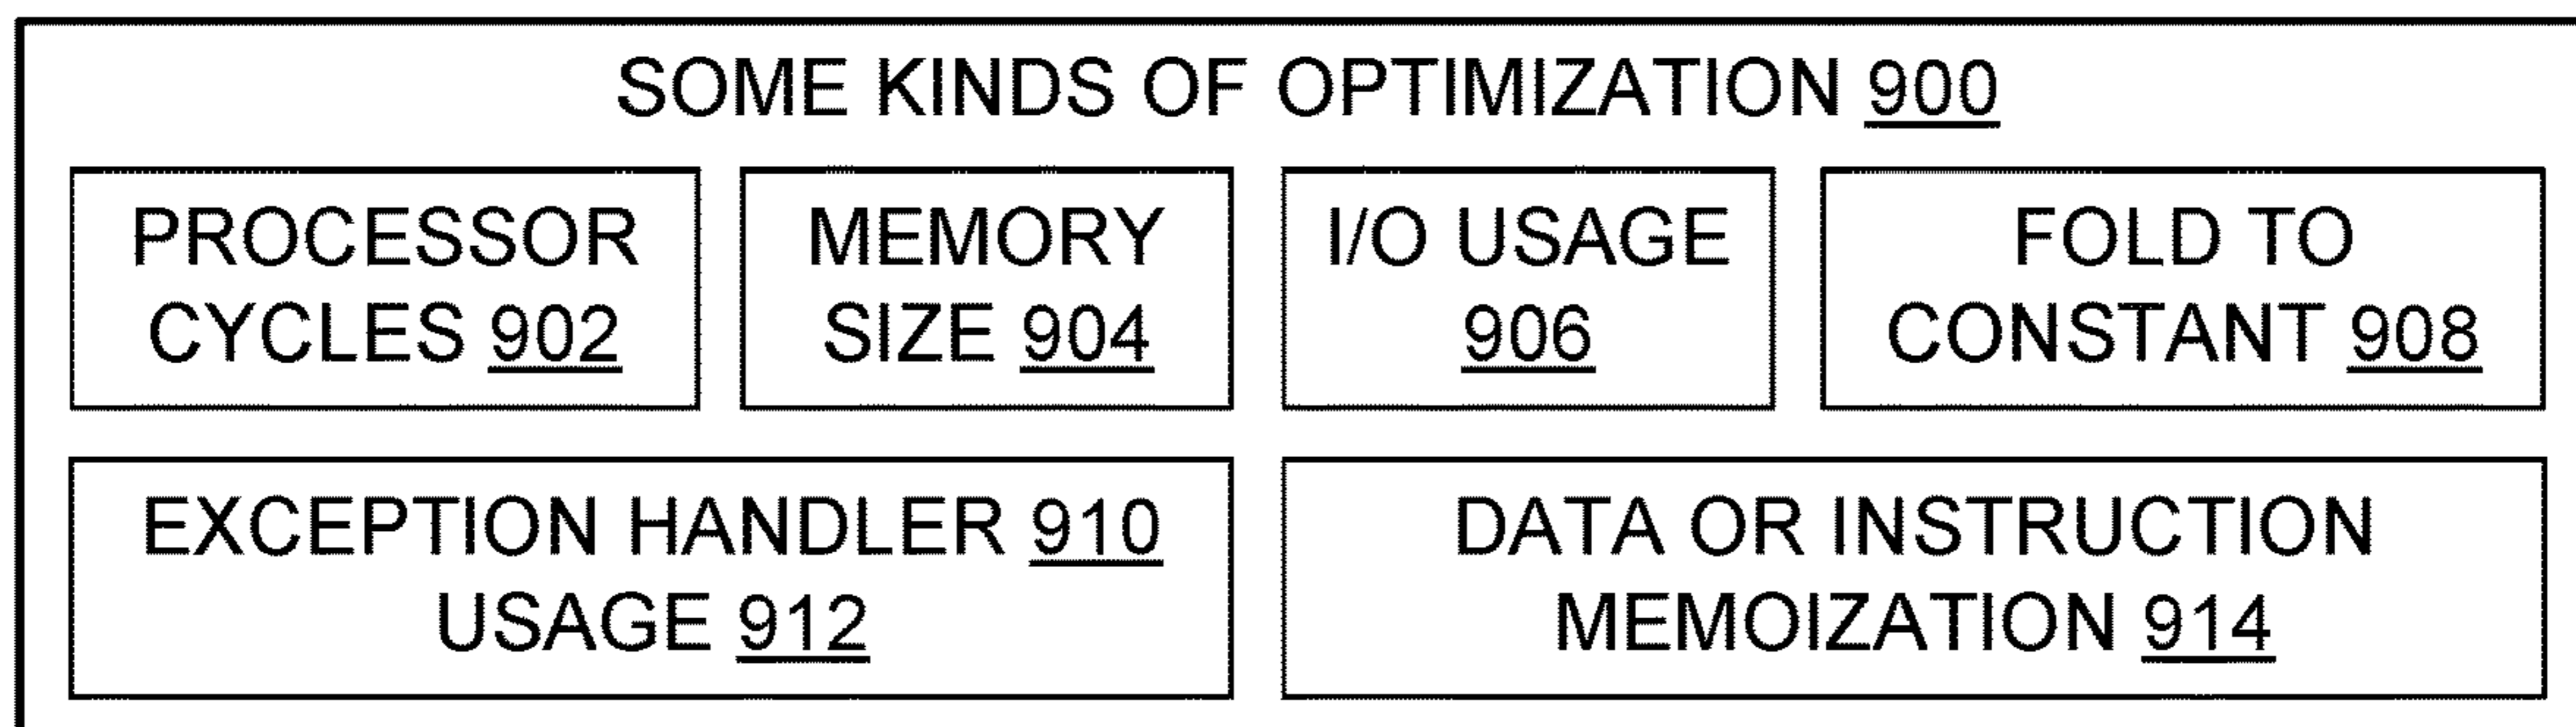 SOME KINDS OF OPTIMIZATION 900
PROCESSOR
CYCLES 902
MEMORY
SIZE 904
I/O USAGE
906
FOLD TO
CONSTANT 908
EXCEPTION HANDLER 910
USAGE 912
DATA OR INSTRUCTION
MEMOIZATION 914